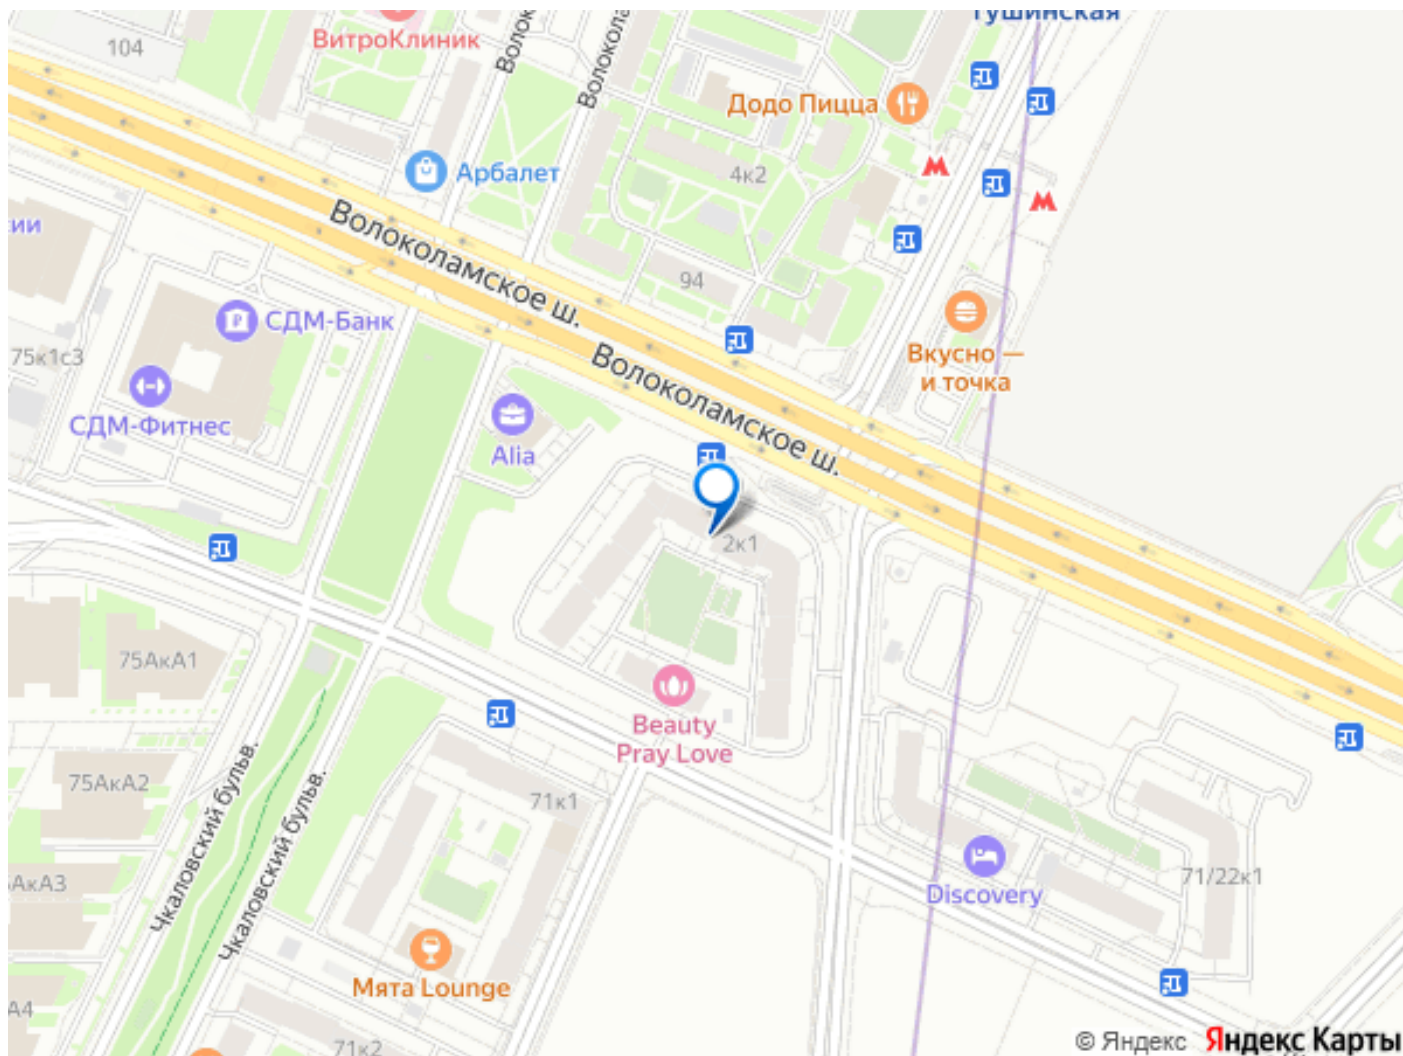 Тушинская
104
ВитроКлиник
Додо Пицца
4к2
Арбалет
ии
Волоколамское ш.
94
СДМ-Банк
75к1с3
Вкусно —
и точка
Волоколамское ш.
СДМ-Фитнес
Alia
2к1
75АкА1
Beauty
Pray Love
75АкА2
71к1
Чкаловский бульв.
Чкаловский бульв.
АкА3
Discovery
71/22к1
Мята Lounge
А4
71к2
© Яндекс Яндекс Карты